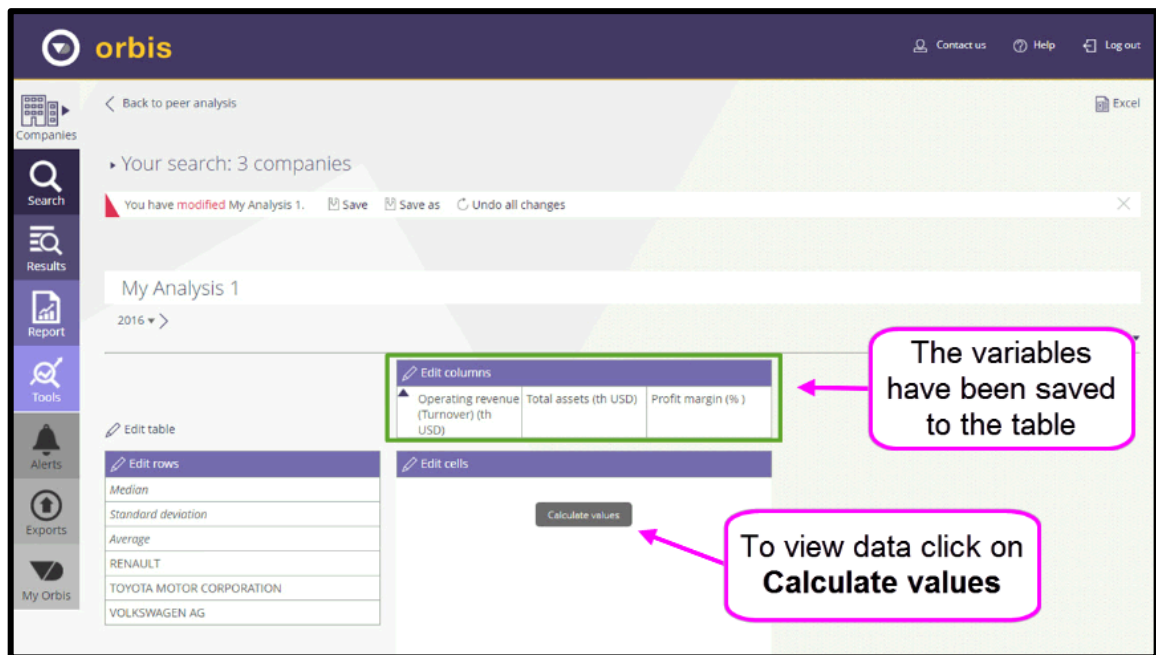 orbis
Contact us
Help
Log out
Companies
Back to peer analysis
Excel
Your search: 3 companies
Search
You have modified My Analysis 1.
Save
Save as
Undo all changes
Results
My Analysis 1
Report
2016
The variables
have been saved
to the table
Tools
Edit columns
Operating revenue
(Turnover) (th
USD)
Total assets (th USD)
Profit margin (% )
Edit table
Alerts
Edit rows
Edit cells
Median
Standard deviation
Average
RENAULT
TOYOTA MOTOR CORPORATION
VOLKSWAGEN AG
Exports
Calculate values
To view data click on
Calculate values
My Orbis